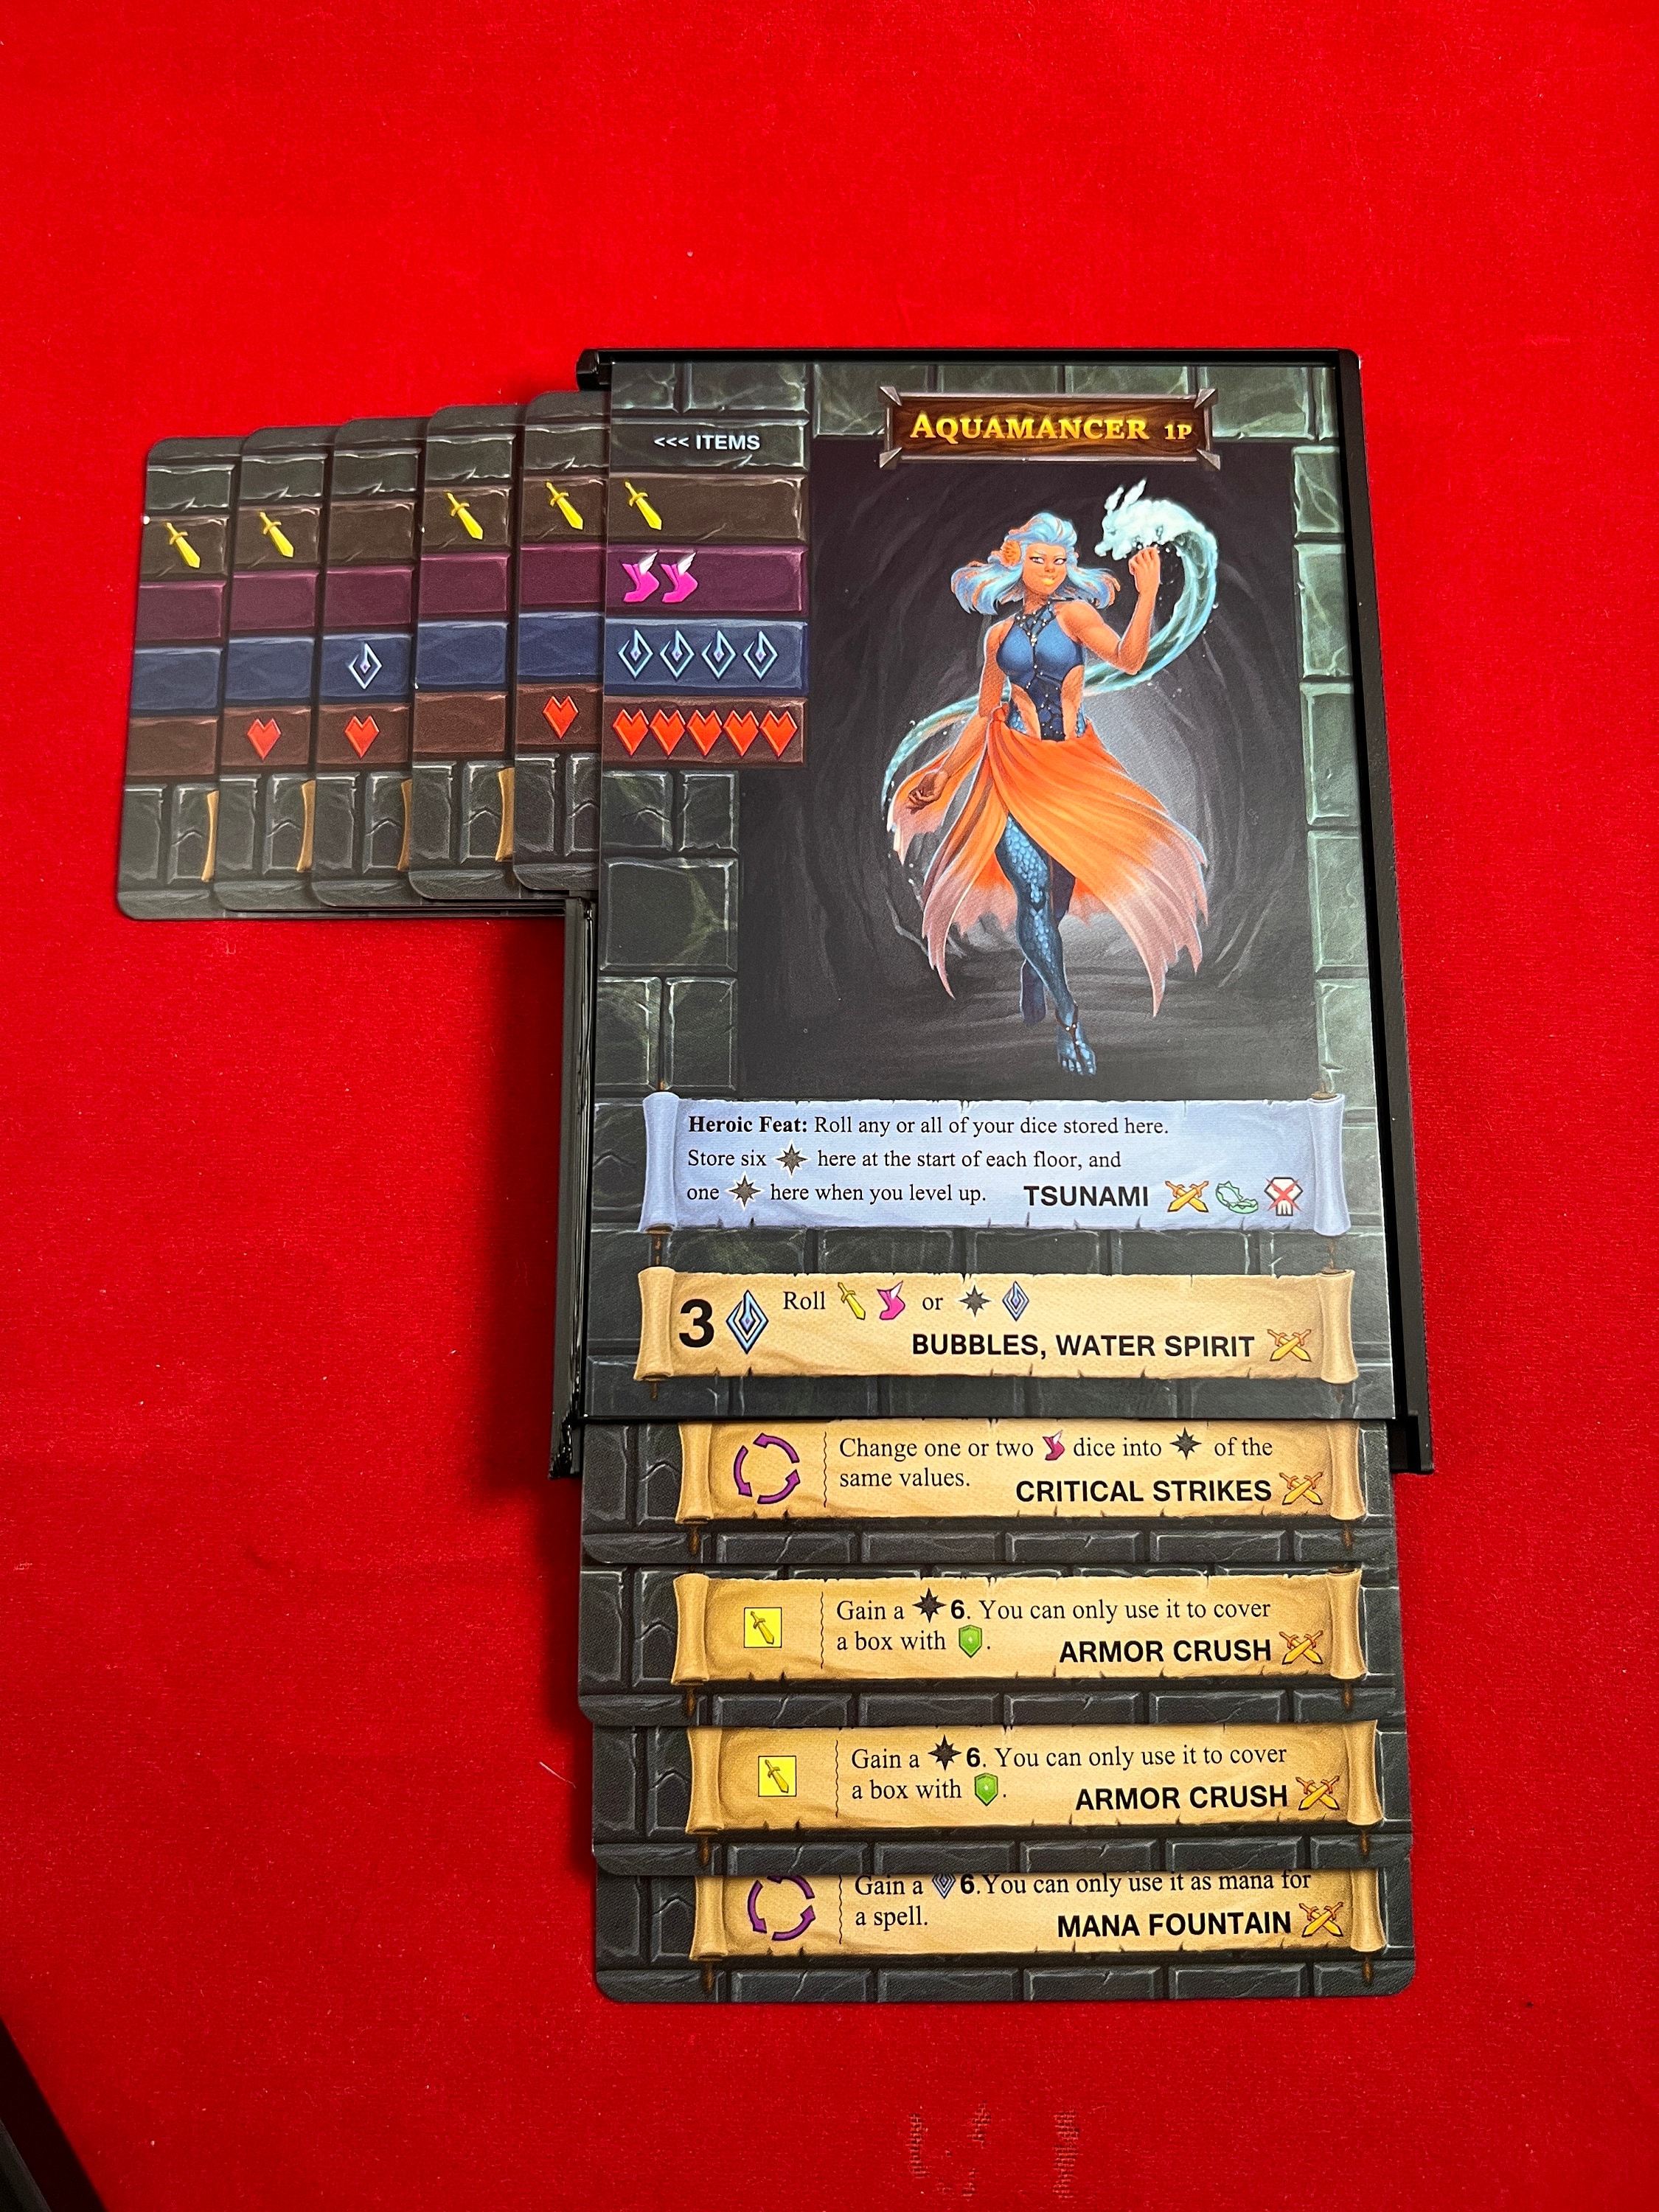 <<< ITEMS
AQUAMANCER 1P
Heroic Feat: Roll any or all of your dice stored here.
Store six here at the start of each floor, and
one here when you level up. TSUNAMI
3 Roll or
BUBBLES, WATER SPIRIT
Change one or two dice into of the
same values. CRITICAL STRIKES
Gain a 6. You can only use it to cover
a box with . ARMOR CRUSH
Gain a 6. You can only use it to cover
a box with . ARMOR CRUSH
Gain a 6.You can only use it as mana for
a spell. MANA FOUNTAIN